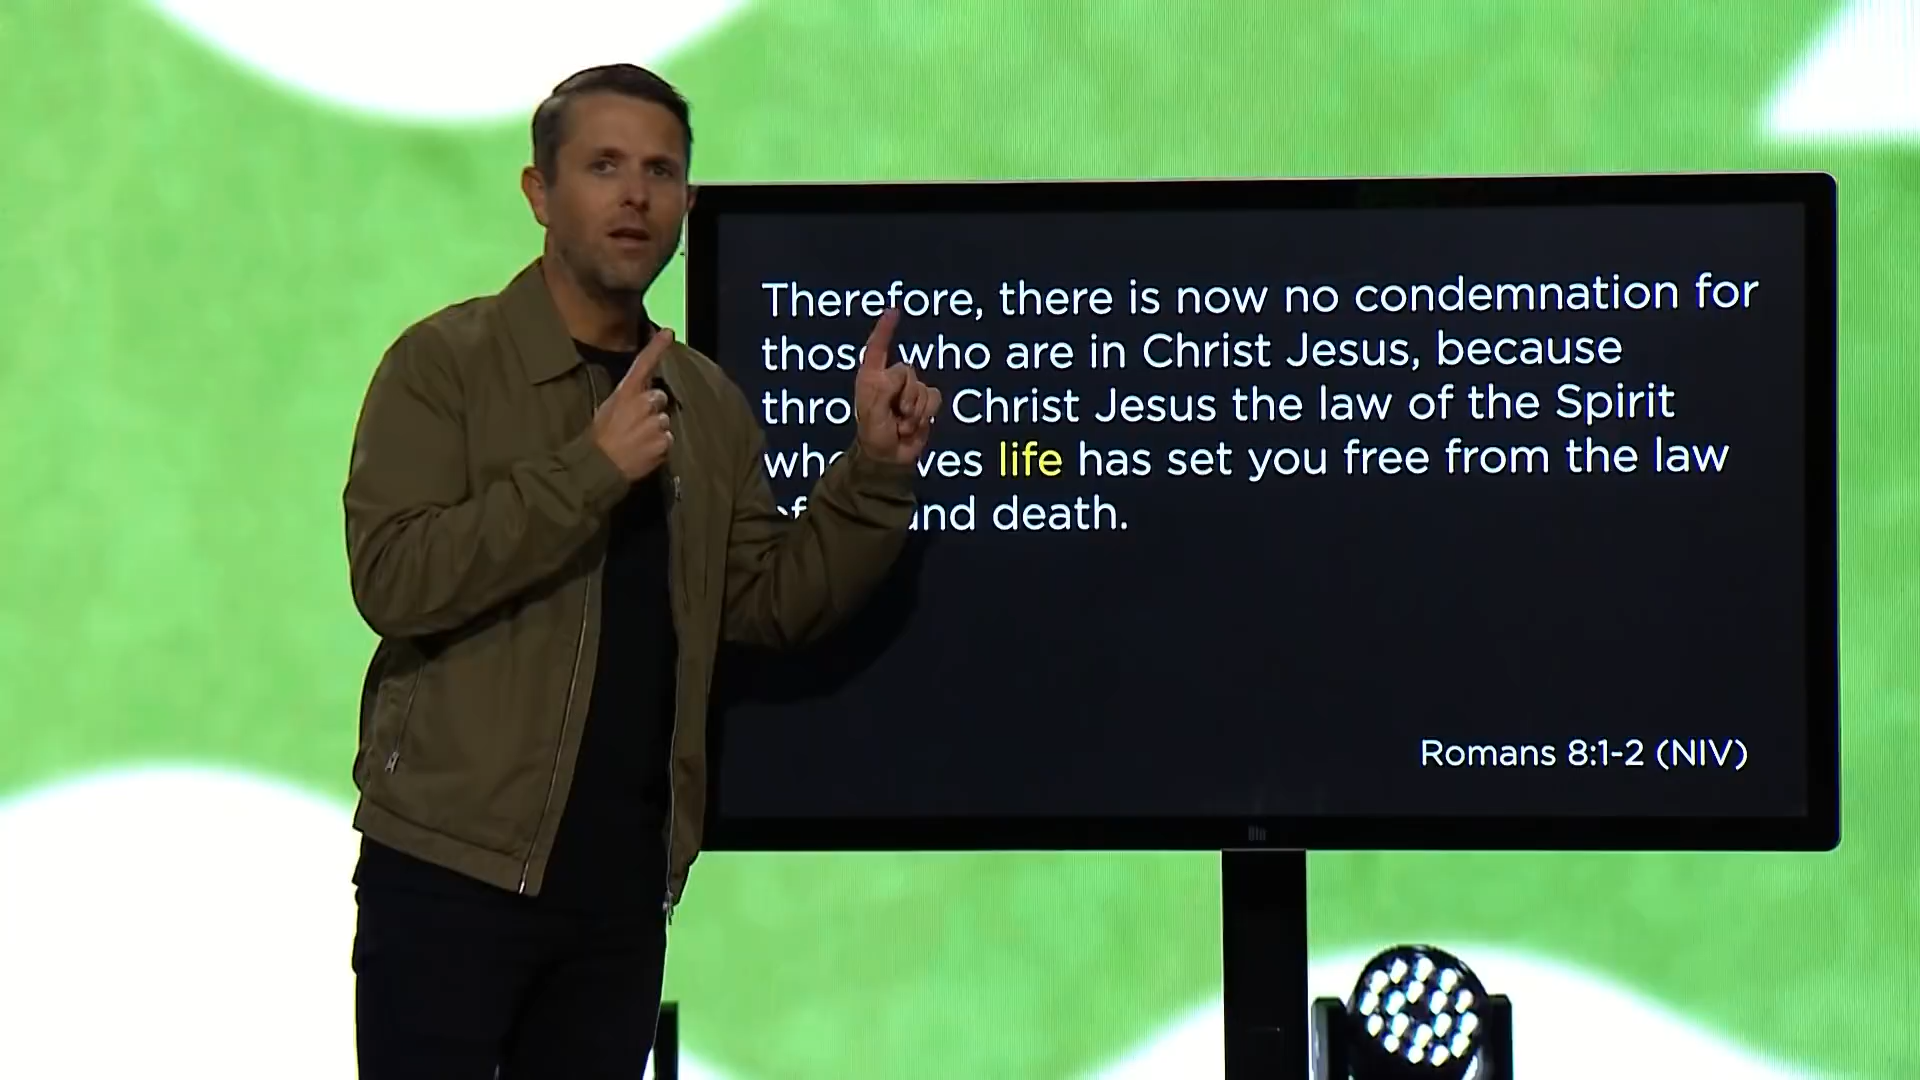 Therefore, there is now no condemnation for
who are in Christ Jesus, because
Christ Jesus the law of the Spirit
life has set you free from the law
and death.
Romans 8:1-2 (NIV)